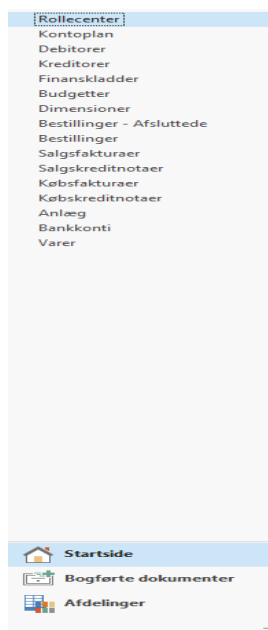 Rollecenter
Kontoplan
Debitorer
Kreditorer
Finanskladder
Budgetter
Dimensioner
Bestillinger - Afsluttede
Bestillinger
Salgsfakturaer
Salgskreditnotaer
Købsfakturaer
Købskreditnotaer
Anlæg
Bankkonti
Varer
Startside
Bogførte dokumenter
Afdelinger